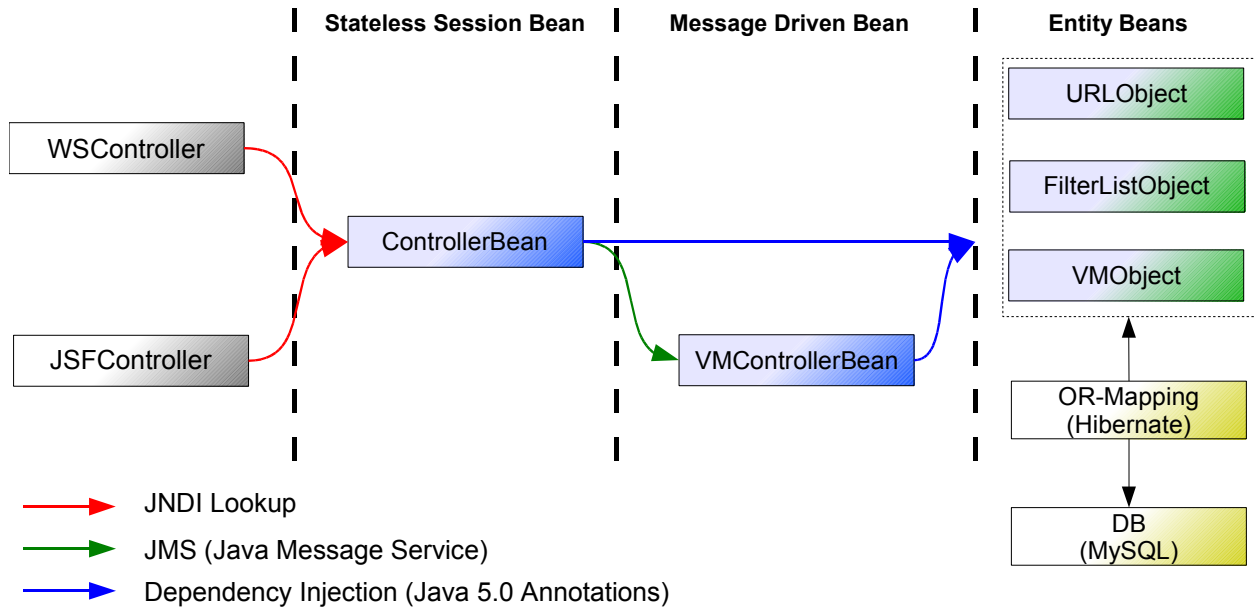 Stateless Session Bean
Message Driven Bean
Entity Beans
URLObject
WSController
FilterListObject
ControllerBean
VMObject
JSFController
VMControllerBean
OR-Mapping
(Hibernate)
JNDI Lookup
DB
(MySQL)
JMS (Java Message Service)
Dependency Injection (Java 5.0 Annotations)